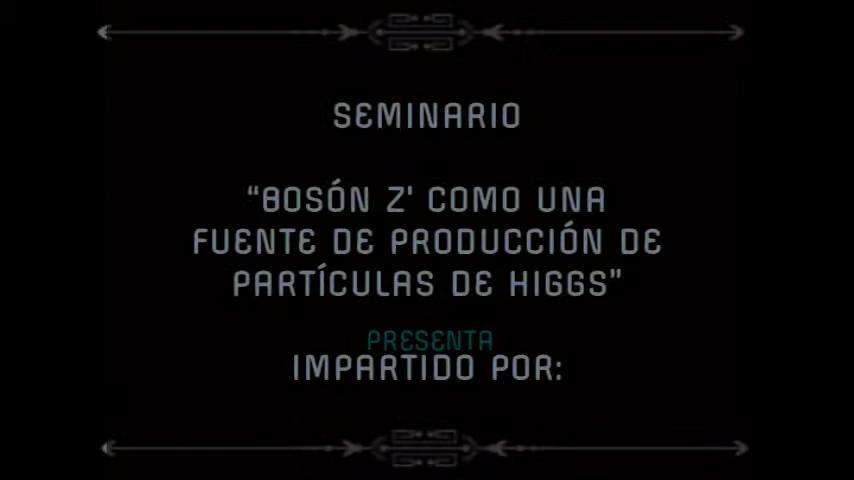 SEMINARIO
“BOSÓN Z' COMO UNA
FUENTE DE PRODUCCIÓN DE
PARTÍCULAS DE HIGGS”
PRESENTA
IMPARTIDO POR: